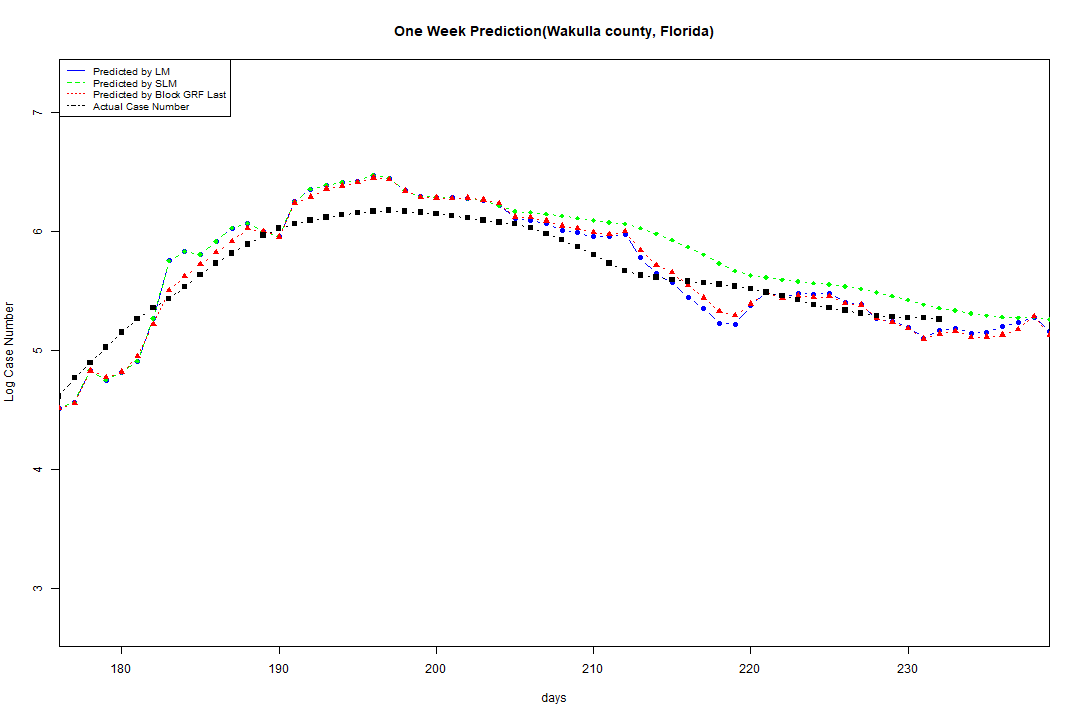 One Week Prediction(Wakulla county, Florida)
Predicted by LM
Predicted by SLM
Predicted by Block GRF Last
Actual Case Number
7
6
5
4
3
Log Case Number
180 190 200 210 220 230
days